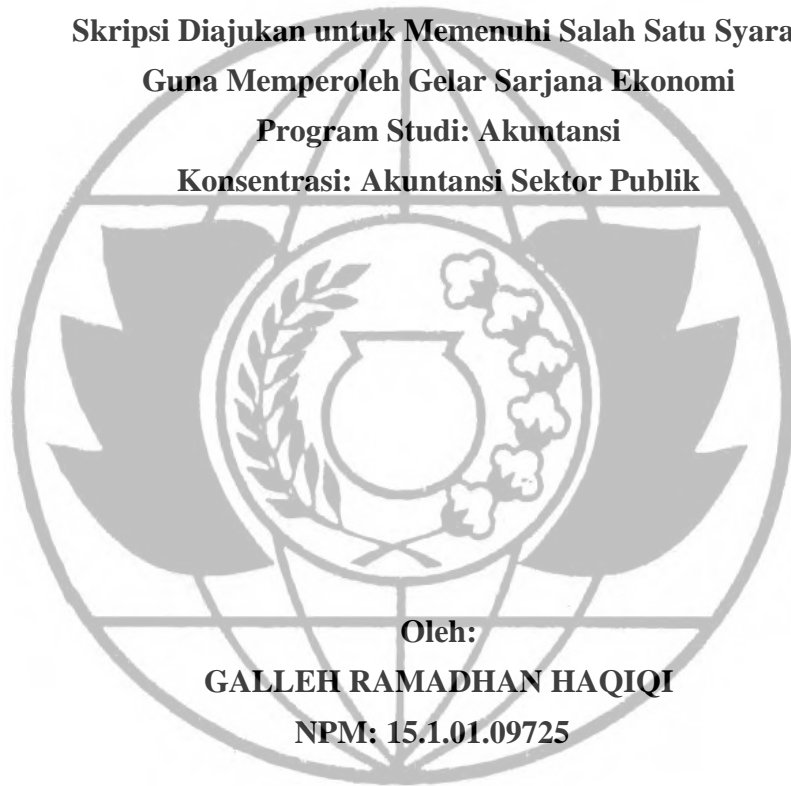 Skripsi Diajukan untuk Memenuhi Salah Satu Syara
Guna Memperoleh Gelar Sarjana Ekonomi
Program Studi: Akuntansi
Konsentrasi: Akuntansi Sektor Publik
Oleh:
GALLEH RAMADHAN HAQIQI
NPM: 15.1.01.09725